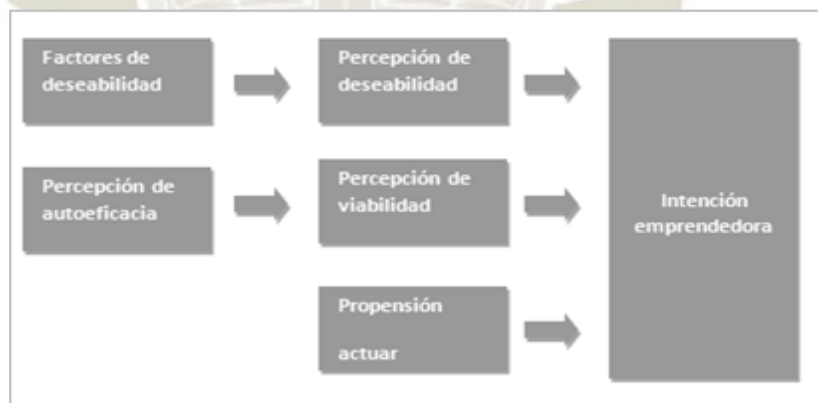 Factores de
deseabilidad
Percepción de
deseabilidad
Percepción de
autoeficacia
Percepción de
viabilidad
Intención
emprendedora
Propensión
actuar